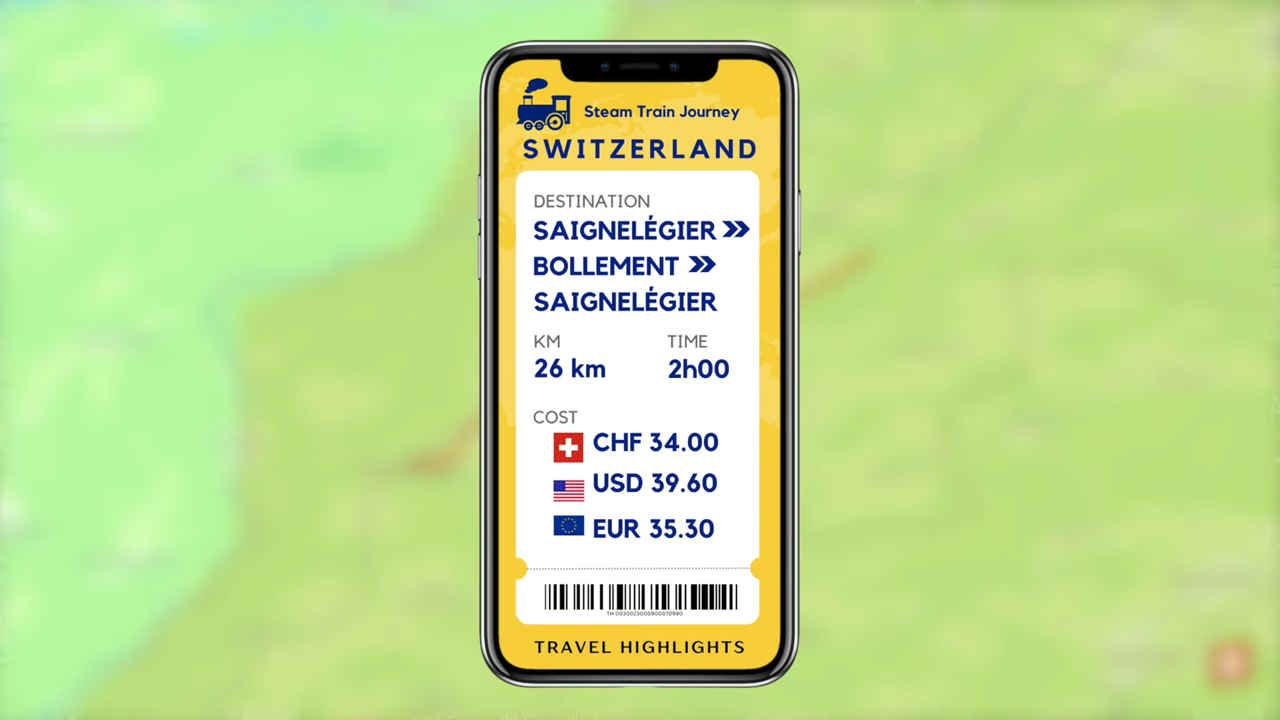 Steam Train Journey
SWITZERLAND
DESTINATION
SAIGNELÉGIER »
BOLLEMENT »
SAIGNELÉGIER
KM TIME
26 km 2h00
COST
CHF 34.00
USD 39.60
EUR 35.30
TRAVEL HIGHLIGHTS